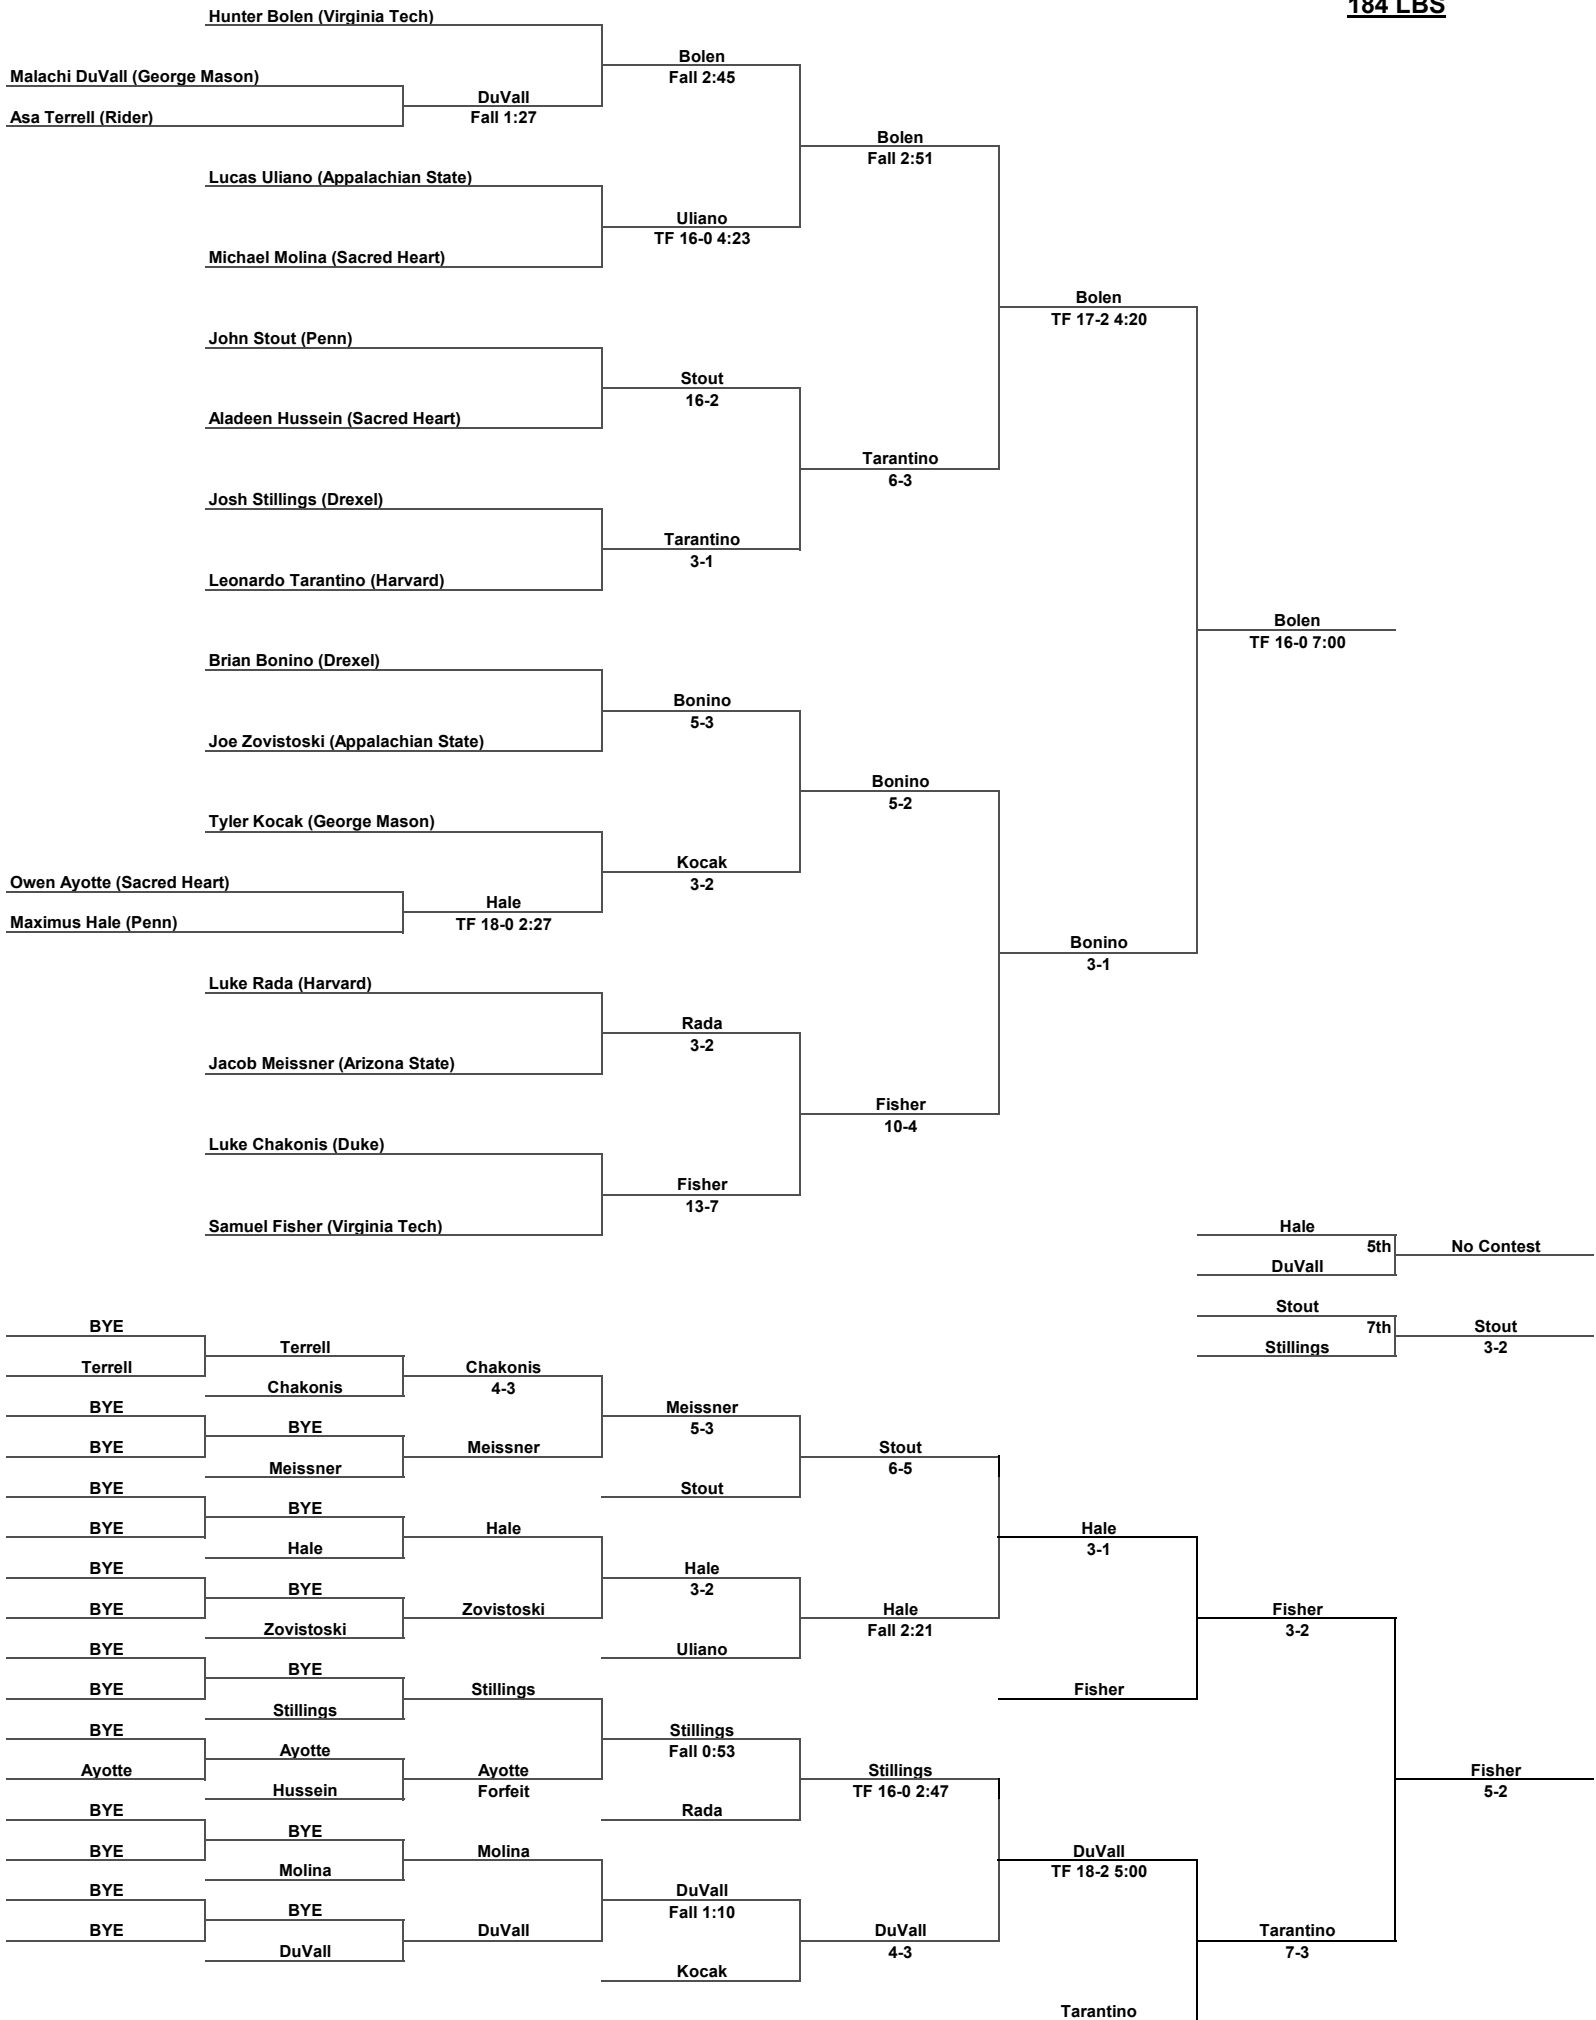 184 LBS
Hunter Bolen (Virginia Tech)
Bolen
Fall 2:45
Malachi DuVall (George Mason)
DuVall
Fall 1:27
Asa Terrell (Rider)
Bolen
Fall 2:51
Lucas Uliano (Appalachian State)
Uliano
TF 16-0 4:23
Michael Molina (Sacred Heart)
Bolen
TF 17-2 4:20
John Stout (Penn)
Stout
16-2
Aladeen Hussein (Sacred Heart)
Tarantino
6-3
Josh Stillings (Drexel)
Tarantino
3-1
Leonardo Tarantino (Harvard)
Bolen
TF 16-0 7:00
Brian Bonino (Drexel)
Bonino
5-3
Joe Zovistoski (Appalachian State)
Bonino
5-2
Tyler Kocak (George Mason)
Kocak
3-2
Owen Ayotte (Sacred Heart)
Hale
TF 18-0 2:27
Maximus Hale (Penn)
Bonino
3-1
Luke Rada (Harvard)
Rada
3-2
Jacob Meissner (Arizona State)
Fisher
10-4
Luke Chakonis (Duke)
Fisher
13-7
Samuel Fisher (Virginia Tech)
Hale
5th
No Contest
DuVall
Stout
7th
Stout
3-2
Stillings
BYE
Terrell
Terrell
Chakonis
4-3
Chakonis
BYE
Meissner
5-3
BYE
BYE
Meissner
Stout
6-5
Meissner
BYE
Stout
BYE
BYE
Hale
Hale
3-1
Hale
BYE
Hale
3-2
BYE
BYE
Zovistoski
Hale
Fall 2:21
Fisher
3-2
Zovistoski
BYE
Uliano
BYE
BYE
Stillings
Fisher
Stillings
BYE
Stillings
Fall 0:53
Ayotte
Ayotte
Ayotte
Forfeit
Stillings
TF 16-0 2:47
Fisher
5-2
Hussein
BYE
Rada
BYE
BYE
Molina
DuVall
TF 18-2 5:00
Molina
BYE
DuVall
Fall 1:10
BYE
BYE
DuVall
DuVall
4-3
Tarantino
7-3
DuVall
Kocak
Tarantino